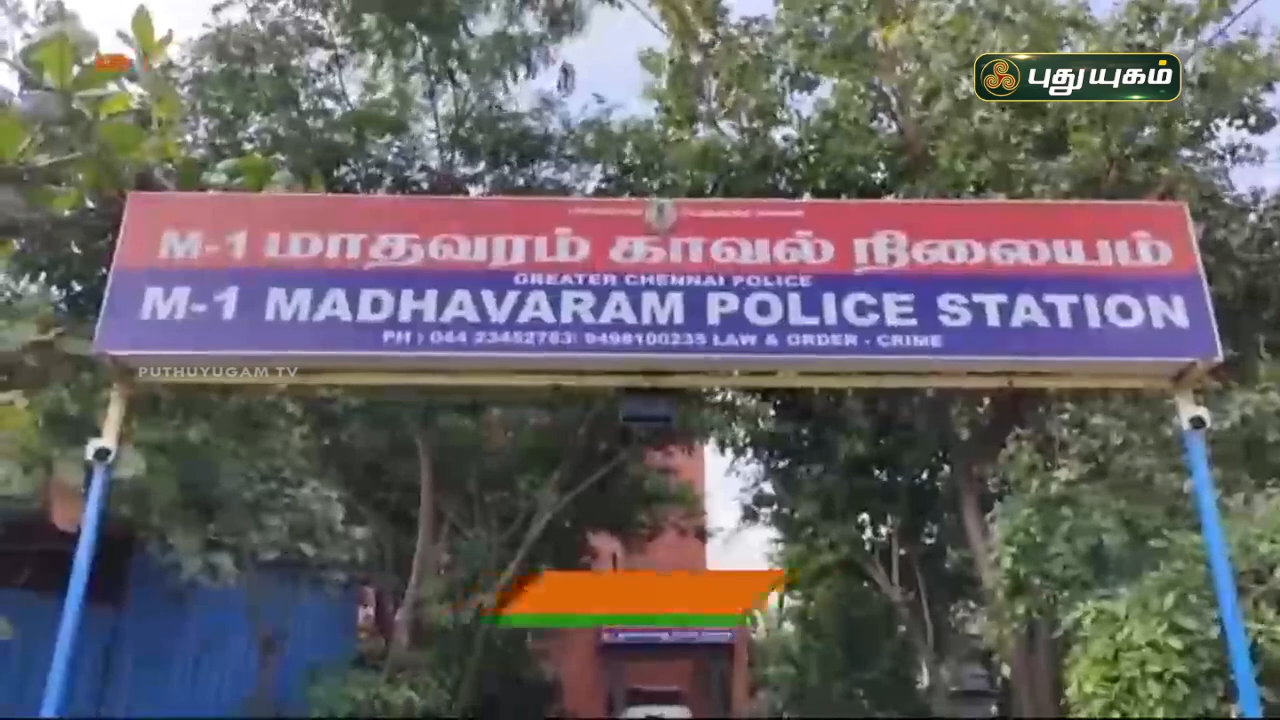 புதுயுகம்
M-1 மாதவரம் காவல் நிலையம்
GREATER CHENNAI POLICE
M-1 MADHAVARAM POLICE STATION
PH : 044 23452763: 9498100235 LAW & ORDER - CRIME
PUTHUYUGAM TV